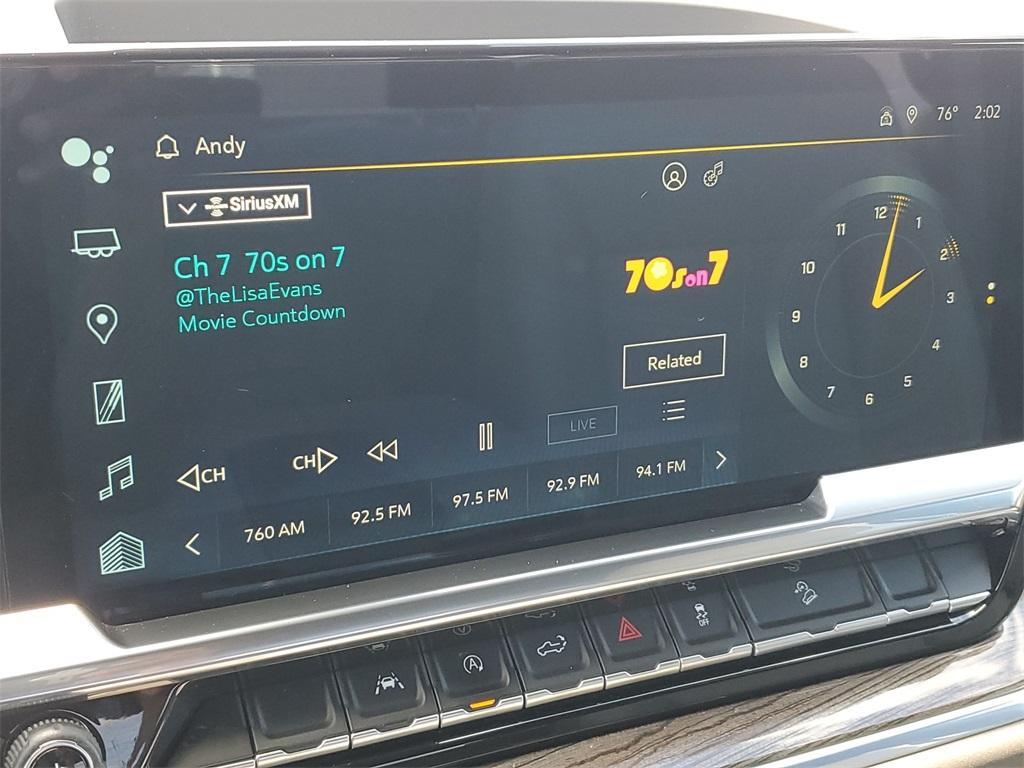 Andy
76° 2:02
SiriusXM
Ch 7 70s on 7
@TheLisaEvans
Movie Countdown
70s on 7
Related
12
1
2
3
4
5
6
7
8
9
10
11
CH
CH
LIVE
760 AM
92.5 FM
97.5 FM
92.9 FM
94.1 FM
A
OFF